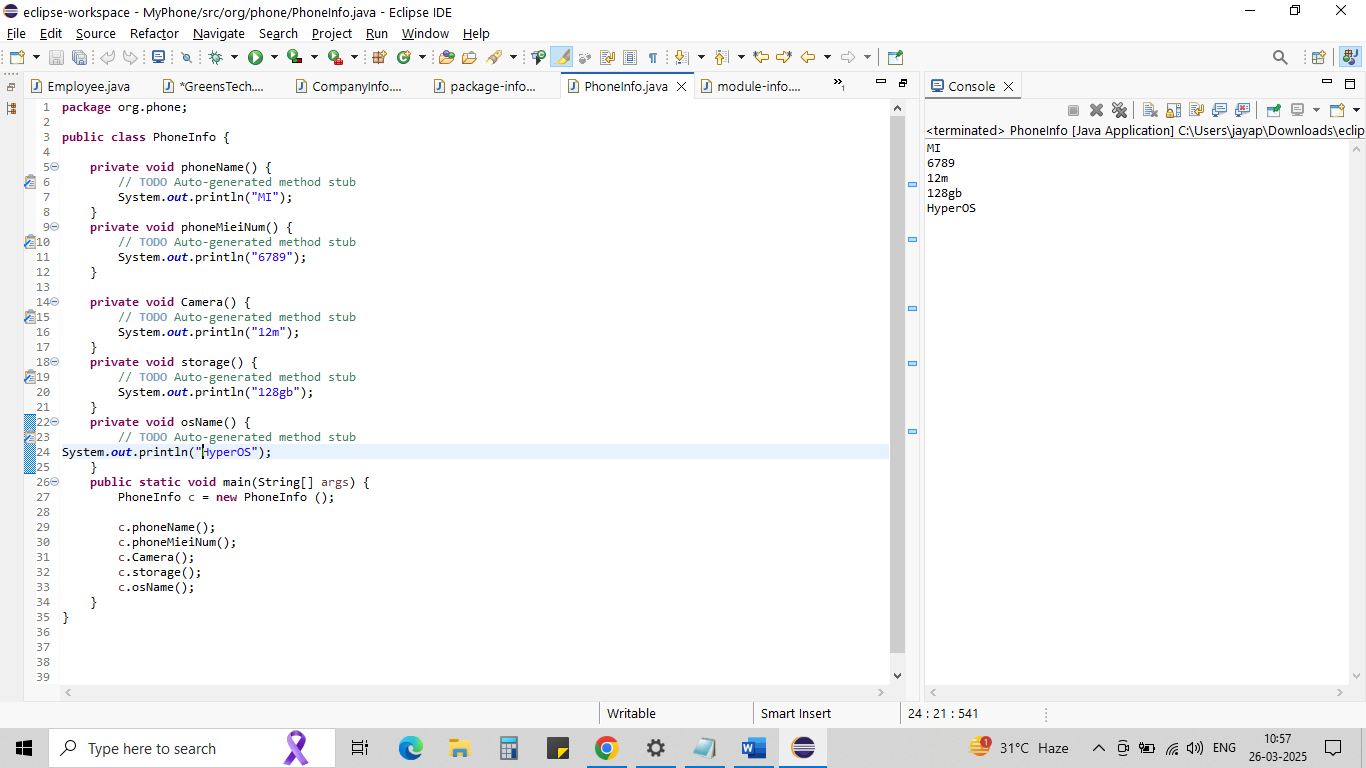 eclipse-workspace - MyPhone/src/org/phone/PhoneInfo.java - Eclipse IDE
File Edit Source Refactor Navigate Search Project Run Window Help
Employee.java *GreensTech.... CompanyInfo.... package-info... PhoneInfo.java module-info.... »1
Console
<terminated> PhoneInfo [Java Application] C:\Users\jayap\Downloads\eclip
1 package org.phone;
2
3 public class PhoneInfo {
4
5 private void phoneName() {
6 // TODO Auto-generated method stub
7 System.out.println("MI");
8 }
9 private void phoneMieiNum() {
10 // TODO Auto-generated method stub
11 System.out.println("6789");
12 }
13
14 private void Camera() {
15 // TODO Auto-generated method stub
16 System.out.println("12m");
17 }
18 private void storage() {
19 // TODO Auto-generated method stub
20 System.out.println("128gb");
21 }
22 private void osName() {
23 // TODO Auto-generated method stub
24 System.out.println("HyperOS");
25 }
26 public static void main(String[] args) {
27 PhoneInfo c = new PhoneInfo ();
28
29 c.phoneName();
30 c.phoneMieiNum();
31 c.Camera();
32 c.storage();
33 c.osName();
34 }
35 }
36
37
38
39
MI
6789
12m
128gb
HyperOS
Writable Smart Insert 24 : 21 : 541
Type here to search
1 31°C Haze ENG 10:57
26-03-2025